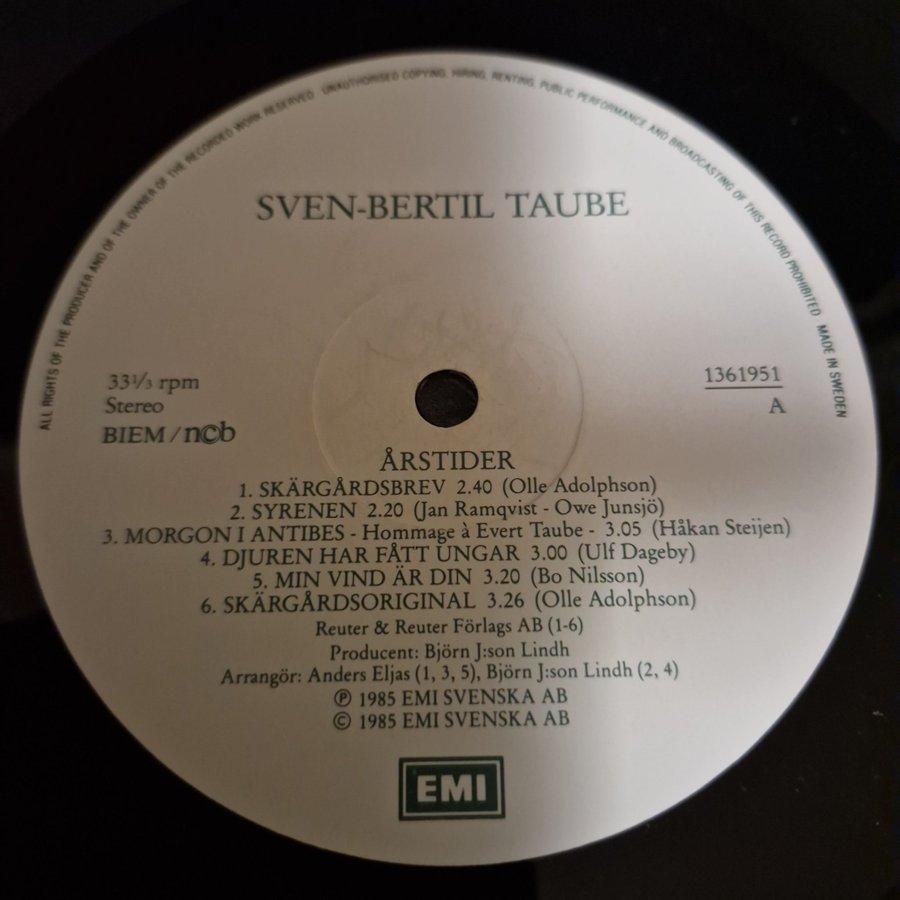 ALL RIGHTS OF THE PRODUCER AND OF THE OWNER OF THE RECORDED WORK RESERVED · UNAUTHORISED COPYING, HIRING, RENTING, PUBLIC PERFORMANCE AND BROADCASTING OF THIS RECORD PROHIBITED MADE IN SWEDEN
SVEN-BERTIL TAUBE
33⅓ rpm
Stereo
BIEM / n©b
1361951
A
ÅRSTIDER
1. SKÄRGÅRDSBREV 2.40 (Olle Adolphson)
2. SYRENEN 2.20 (Jan Ramqvist - Owe Junsjö)
3. MORGON I ANTIBES - Hommage à Evert Taube - 3.05 (Håkan Steijen)
4. DJUREN HAR FÅTT UNGAR 3.00 (Ulf Dageby)
5. MIN VIND ÄR DIN 3.20 (Bo Nilsson)
6. SKÄRGÅRDSORIGINAL 3.26 (Olle Adolphson)
Reuter & Reuter Förlags AB (1-6)
Producent: Björn J:son Lindh
Arrangör: Anders Eljas (1, 3, 5), Björn J:son Lindh (2, 4)
℗ 1985 EMI SVENSKA AB
© 1985 EMI SVENSKA AB
EMI